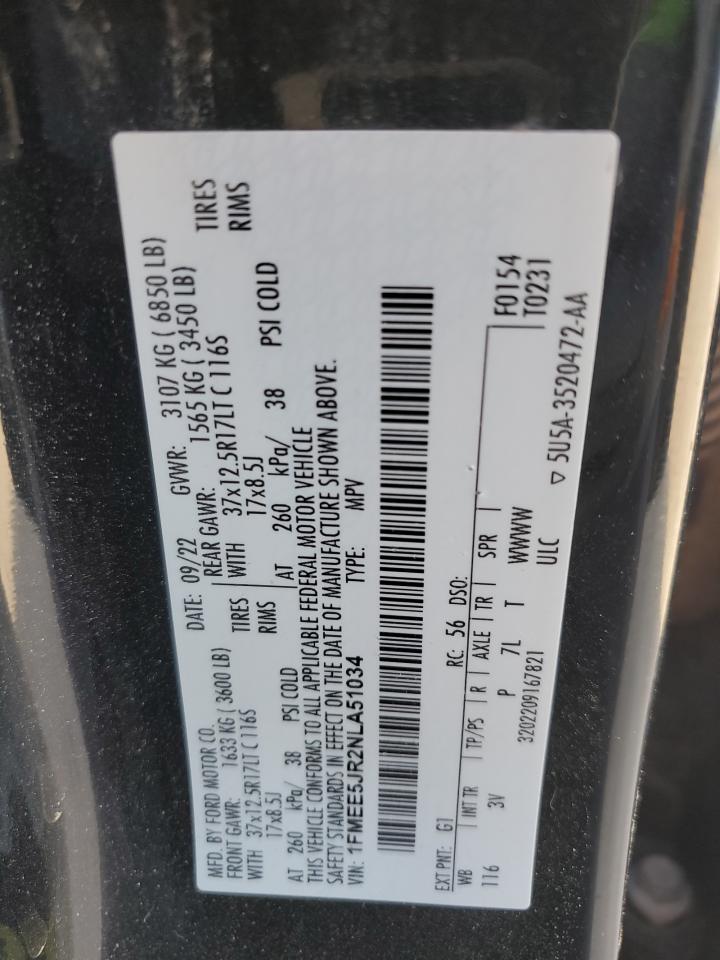 MFD. BY FORD MOTOR CO. DATE: 09/22 GVWR: 3107 KG ( 6850 LB)
FRONT GAWR: 1633 KG ( 3600 LB) REAR GAWR: 1565 KG ( 3450 LB)
WITH 37x12.5R17LT C 116S TIRES WITH 37x12.5R17LT C 116S TIRES
17x8.5J RIMS 17x8.5J RIMS
AT 260 kPa/ 38 PSI COLD AT 260 kPa/ 38 PSI COLD
THIS VEHICLE CONFORMS TO ALL APPLICABLE FEDERAL MOTOR VEHICLE
SAFETY STANDARDS IN EFFECT ON THE DATE OF MANUFACTURE SHOWN ABOVE.
VIN: 1FMEE5JR2NLA51034 TYPE: MPV
EXT PNT: G1 RC: 56 DSO:
WB INT TR TP/PS R AXLE TR SPR F0154
116 3V P 7L T WWWW T0231
3202209167821 ULC
▽ 5U5A-3520472-AA